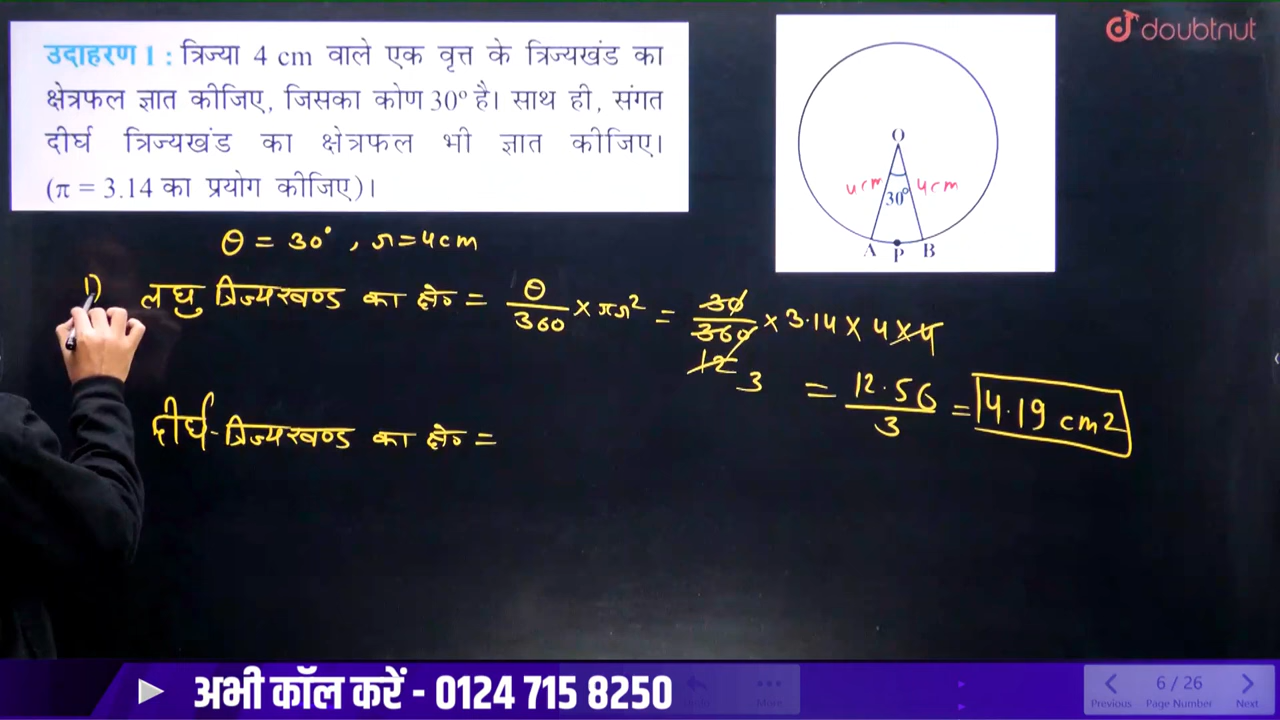 उदाहरण 1 : त्रिज्या 4 cm वाले एक वृत्त के त्रिज्यखंड का
क्षेत्रफल ज्ञात कीजिए, जिसका कोण 30° है। साथ ही, संगत
दीर्घ त्रिज्यखंड का क्षेत्रफल भी ज्ञात कीजिए।
(π = 3.14 का प्रयोग कीजिए)।
doubtnut
O
4cm 30° 4cm
A P B
θ = 30° , r = 4cm
1) लघु त्रिज्यखण्ड का क्षे० = θ/360 × πr² = 30/360 × 3.14 × 4 × 4
12 3
= 12.56/3 = 4.19 cm²
दीर्घ-त्रिज्यखण्ड का क्षे० =
अभी कॉल करें - 0124 715 8250
Undo More
6 / 26
Previous Page Number Next